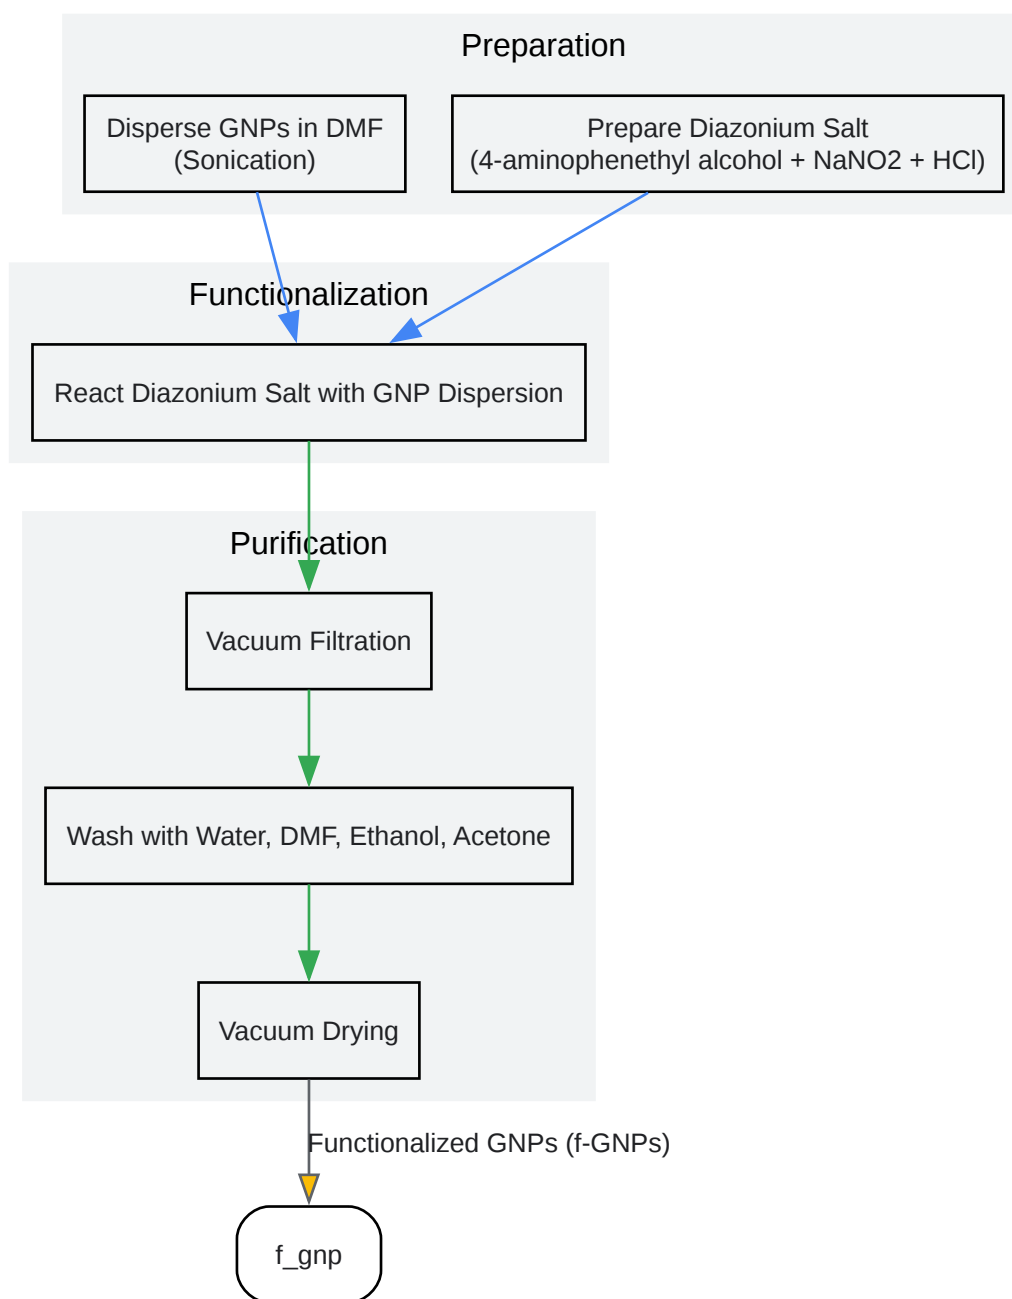 Preparation
Disperse GNPs in DMF
(Sonication)
Prepare Diazonium Salt
(4-aminophenethyl alcohol + NaNO2 + HCl)
Functionalization
React Diazonium Salt with GNP Dispersion
Purification
Vacuum Filtration
Wash with Water, DMF, Ethanol, Acetone
Vacuum Drying
Functionalized GNPs (f-GNPs)
f_gnp